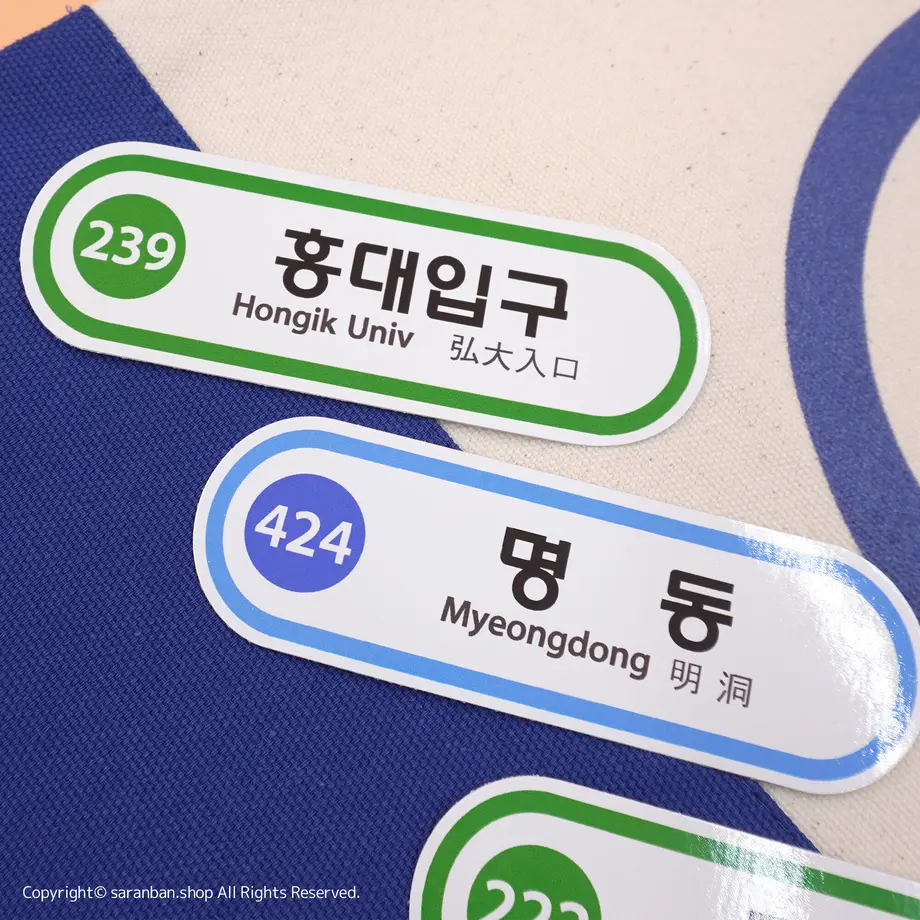 239
홍대입구
Hongik Univ 弘大入口
424
명 동
Myeongdong 明 洞
Copyright© saranban.shop All Rights Reserved.